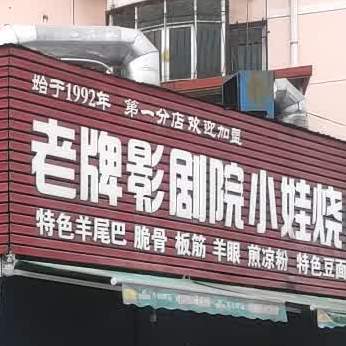 始于1992年 第一分店欢迎加盟
老牌影剧院小娃烧
特色羊尾巴 脆骨 板筋 羊眼 煎凉粉 特色豆面